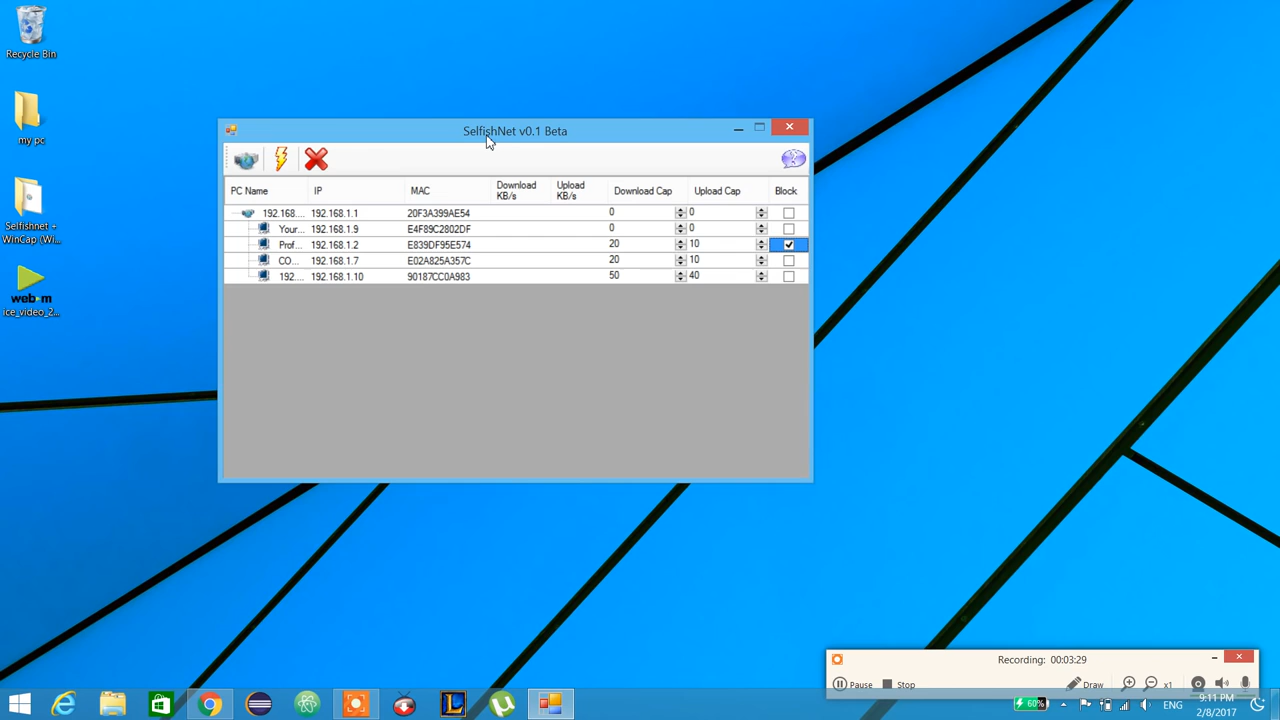 Recycle Bin
my pc
Selfishnet +
WinCap (Wi...
web·m
ice_video_2...
SelfishNet v0.1 Beta
PC Name IP MAC Download KB/s Upload KB/s Download Cap Upload Cap Block
192.168.... 192.168.1.1 20F3A399AE54 0 0
Your... 192.168.1.9 E4F89C2802DF 0 0
Prof... 192.168.1.2 E839DF95E574 20 10
CO... 192.168.1.7 E02A825A357C 20 10
192.... 192.168.1.10 90187CC0A983 50 40
Recording: 00:03:29
Pause Stop Draw x1
60% ENG 9:11 PM
2/8/2017